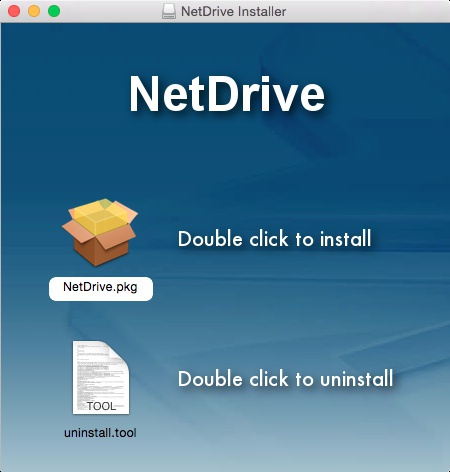 NetDrive Installer
NetDrive
Double click to install
NetDrive.pkg
Double click to uninstall
TOOL
uninstall.tool